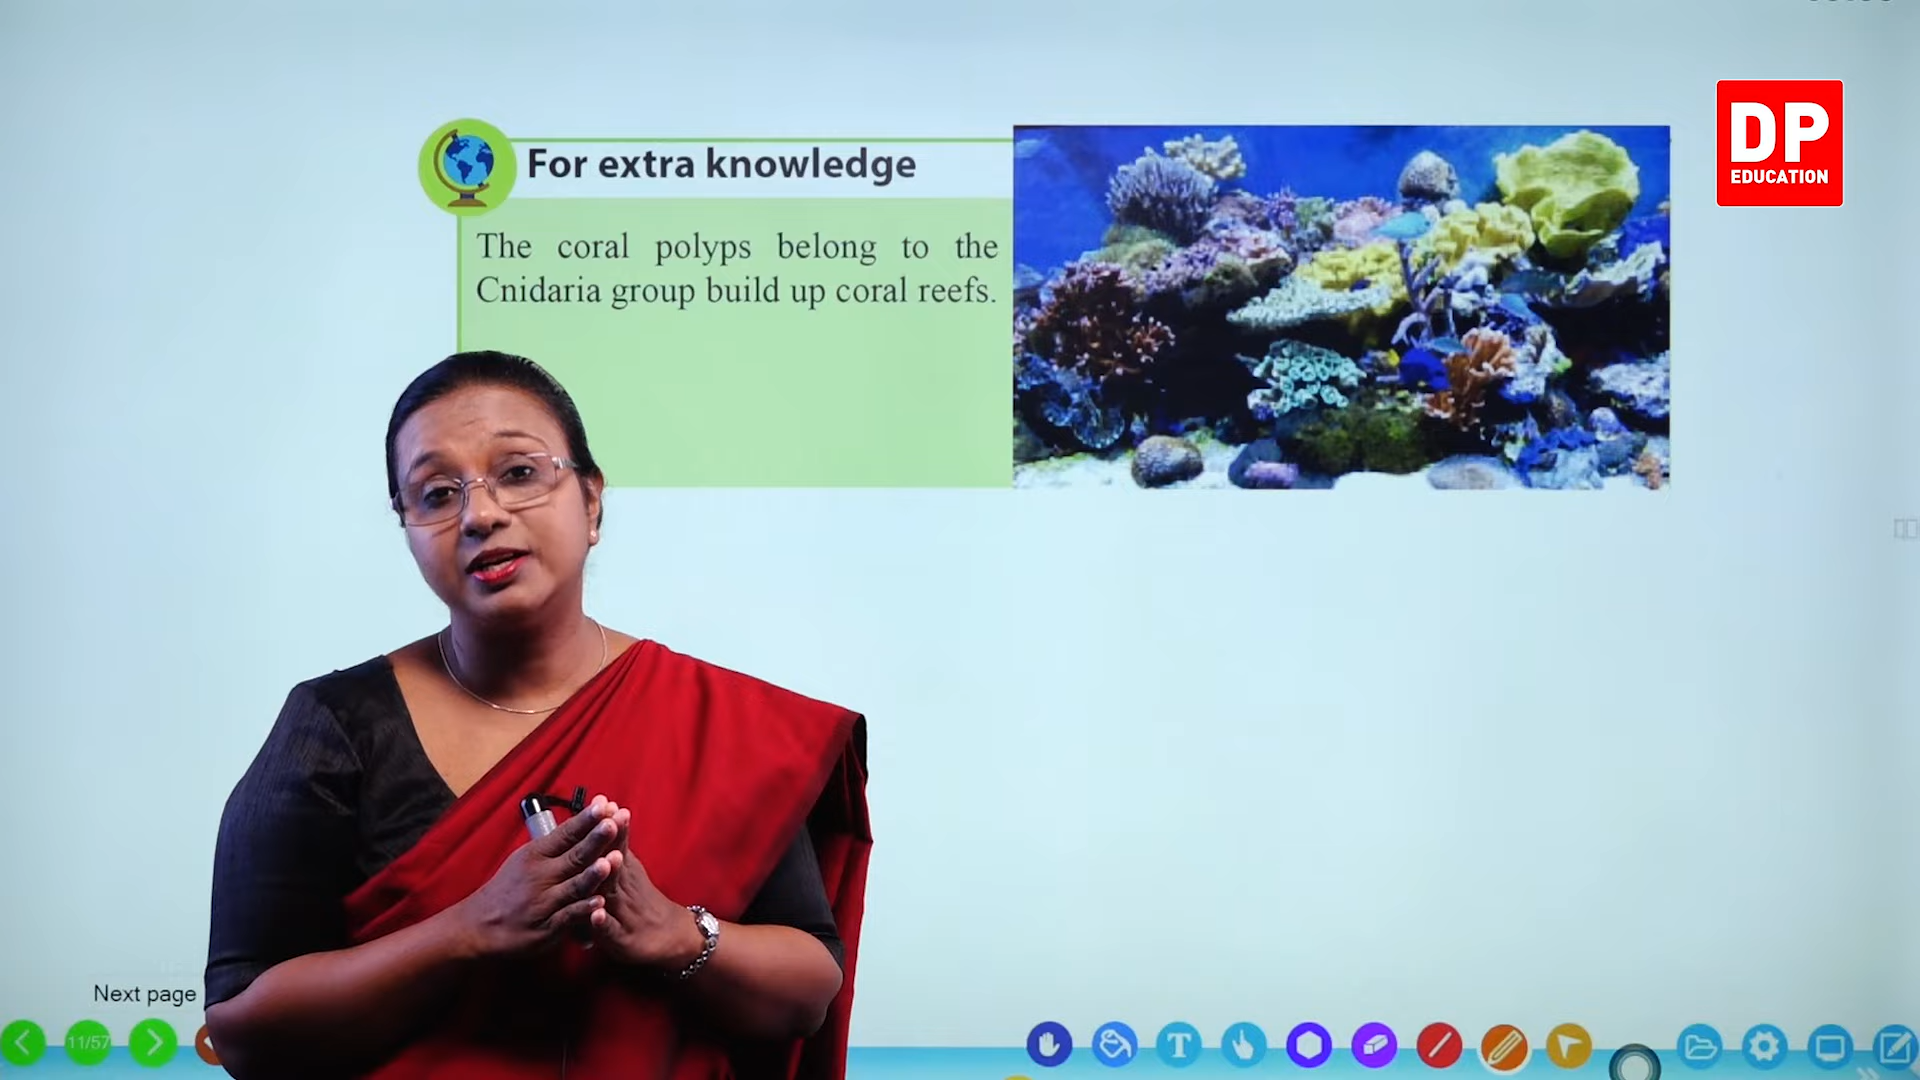 For extra knowledge
The coral polyps belong to the
Cnidaria group build up coral reefs.
DP
EDUCATION
Next page
11/57
T